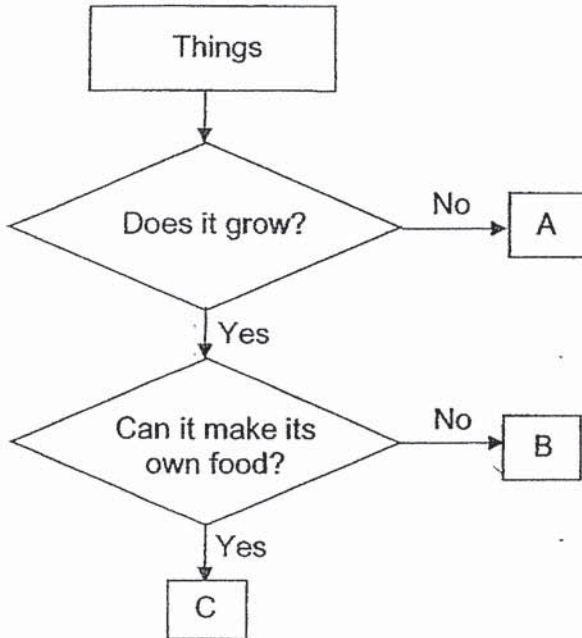 Things
Does it grow?
No
A
Yes
Can it make its
own food?
No
B
Yes
C